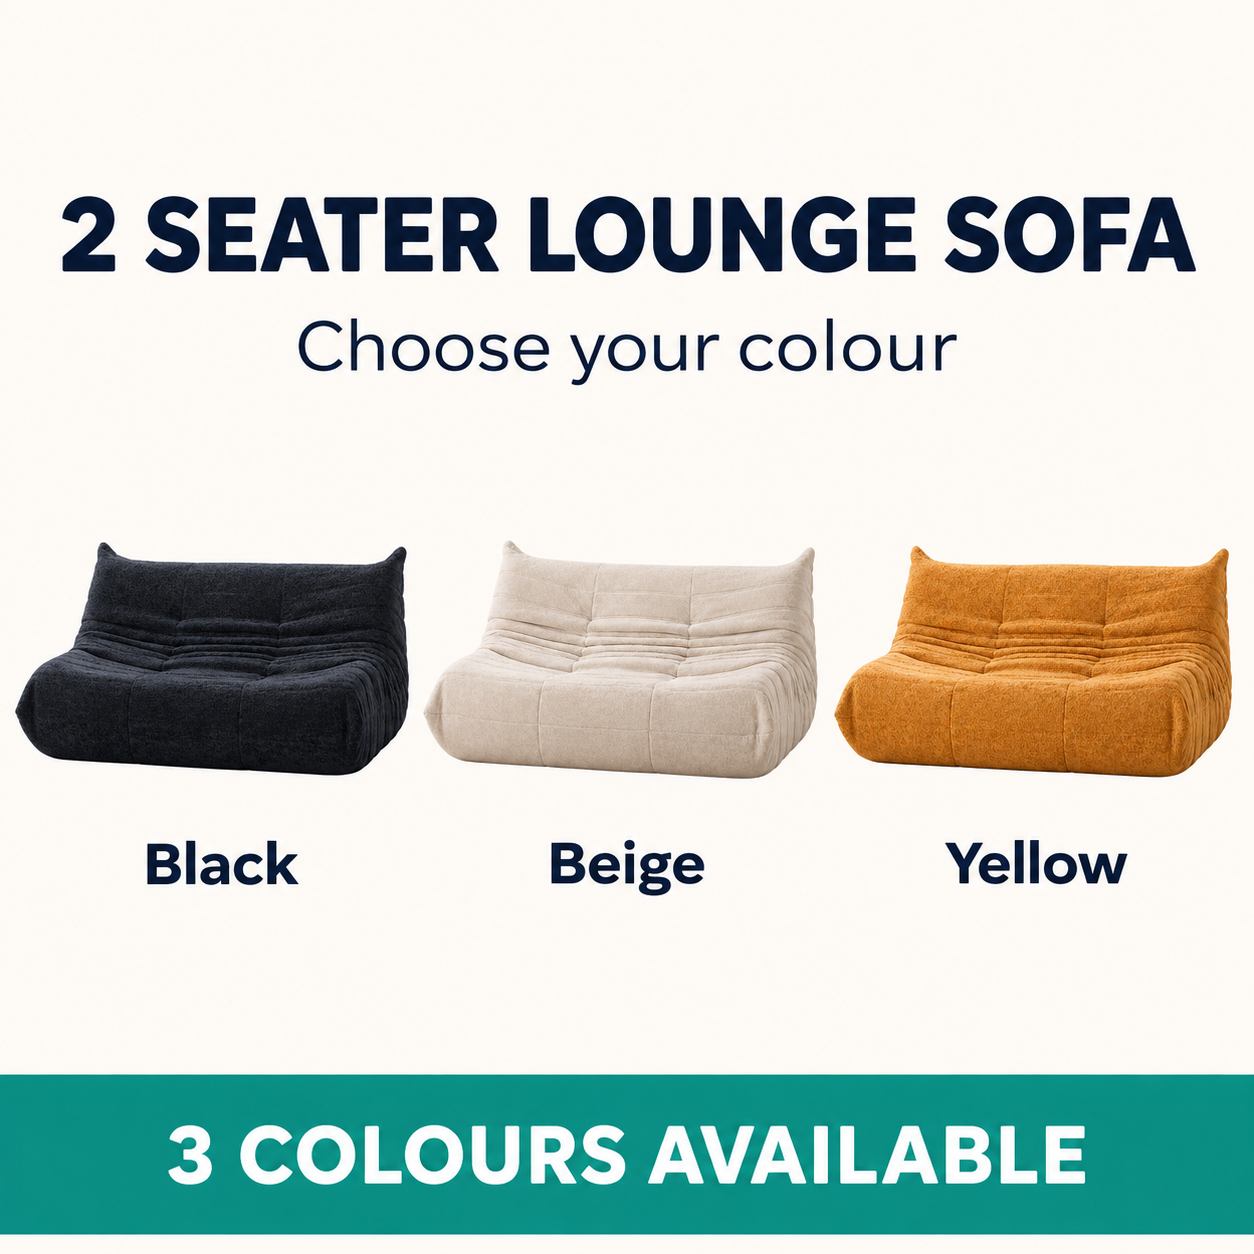 2 SEATER LOUNGE SOFA
Choose your colour
Black
Beige
Yellow
3 COLOURS AVAILABLE